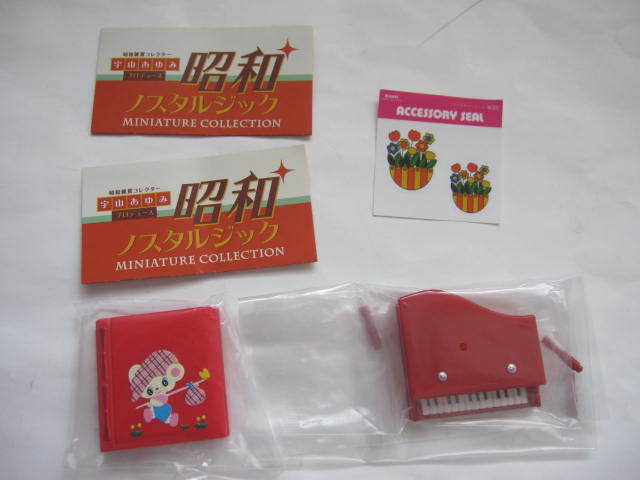 昭和雑貨コレクター
宇山あゆみ
プロデュース
昭和
ノスタルジック
MINIATURE COLLECTION
昭和雑貨コレクター
宇山あゆみ
プロデュース
昭和
ノスタルジック
MINIATURE COLLECTION
ACCESSORY SEAL